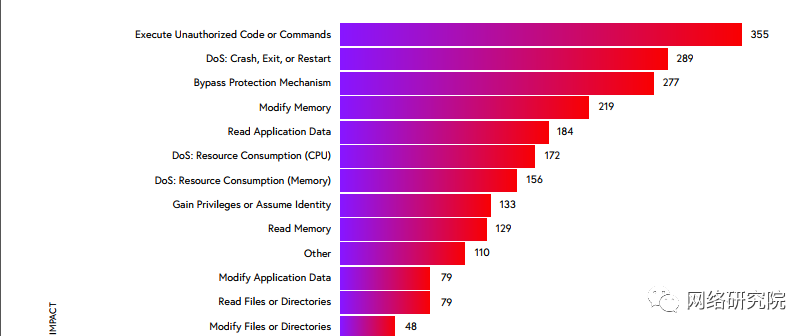 Execute Unauthorized Code or Commands 355
DoS: Crash, Exit, or Restart 289
Bypass Protection Mechanism 277
Modify Memory 219
Read Application Data 184
DoS: Resource Consumption (CPU) 172
DoS: Resource Consumption (Memory) 156
Gain Privileges or Assume Identity 133
Read Memory 129
Other 110
Modify Application Data 79
Read Files or Directories 79
Modify Files or Directories 48
IMPACT
网络研究院